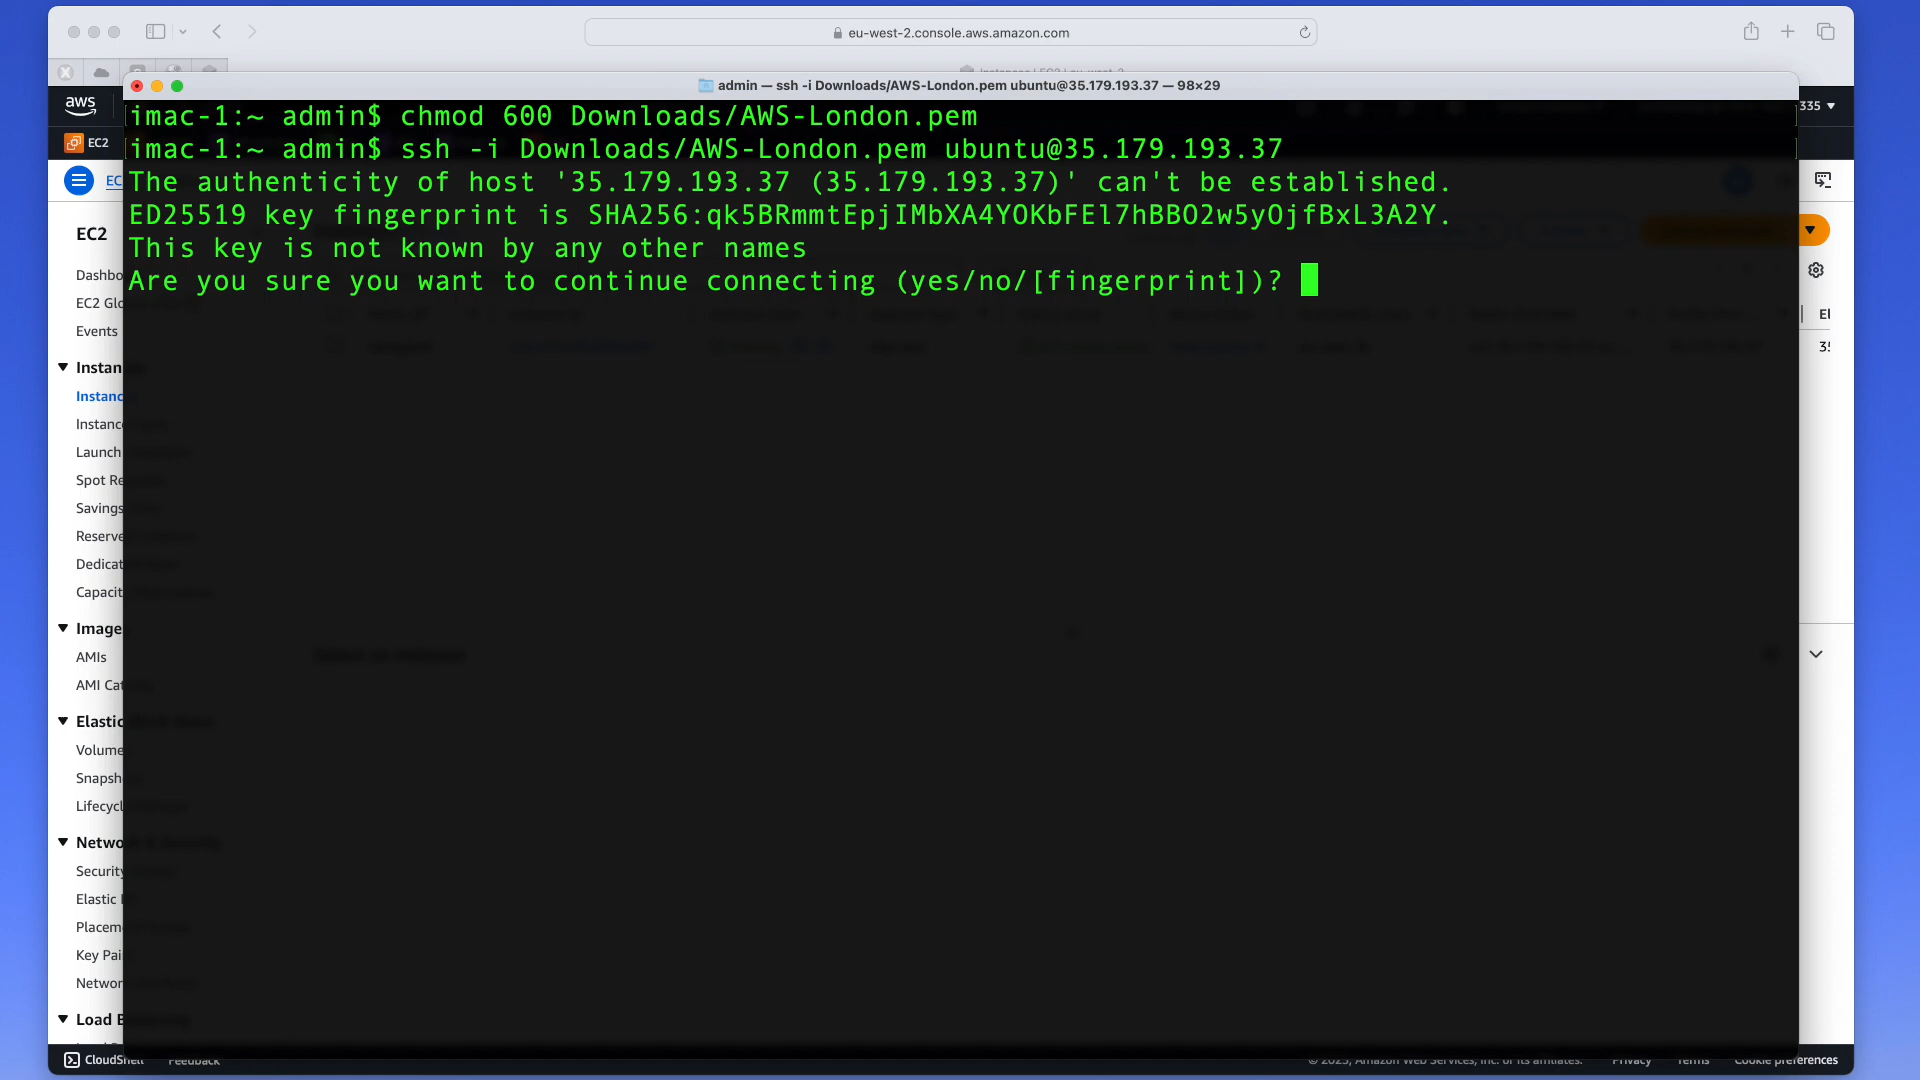 eu-west-2.console.aws.amazon.com
admin — ssh -i Downloads/AWS-London.pem ubuntu@35.179.193.37 — 98×29
aws
335
EC2
imac-1:~ admin$ chmod 600 Downloads/AWS-London.pem
imac-1:~ admin$ ssh -i Downloads/AWS-London.pem ubuntu@35.179.193.37
The authenticity of host '35.179.193.37 (35.179.193.37)' can't be established.
ED25519 key fingerprint is SHA256:qk5BRmmtEpjIMbXA4YOKbFEl7hBBO2w5yOjfBxL3A2Y.
This key is not known by any other names
Are you sure you want to continue connecting (yes/no/[fingerprint])?
EC
EC2
Dashbo
EC2 Glo
Events
El
Instan
35
Instanc
Instanc
Launch
Spot Re
Savings
Reserve
Dedicat
Capacit
Image
AMIs
AMI Cat
Elastic
Volume
Snapsh
Lifecycl
Netwo
Security
Elastic I
Placem
Key Pai
Networ
Load B
CloudShell
Feedback
© 2025, Amazon Web Services, Inc. or its affiliates.
Privacy
Terms
Cookie preferences